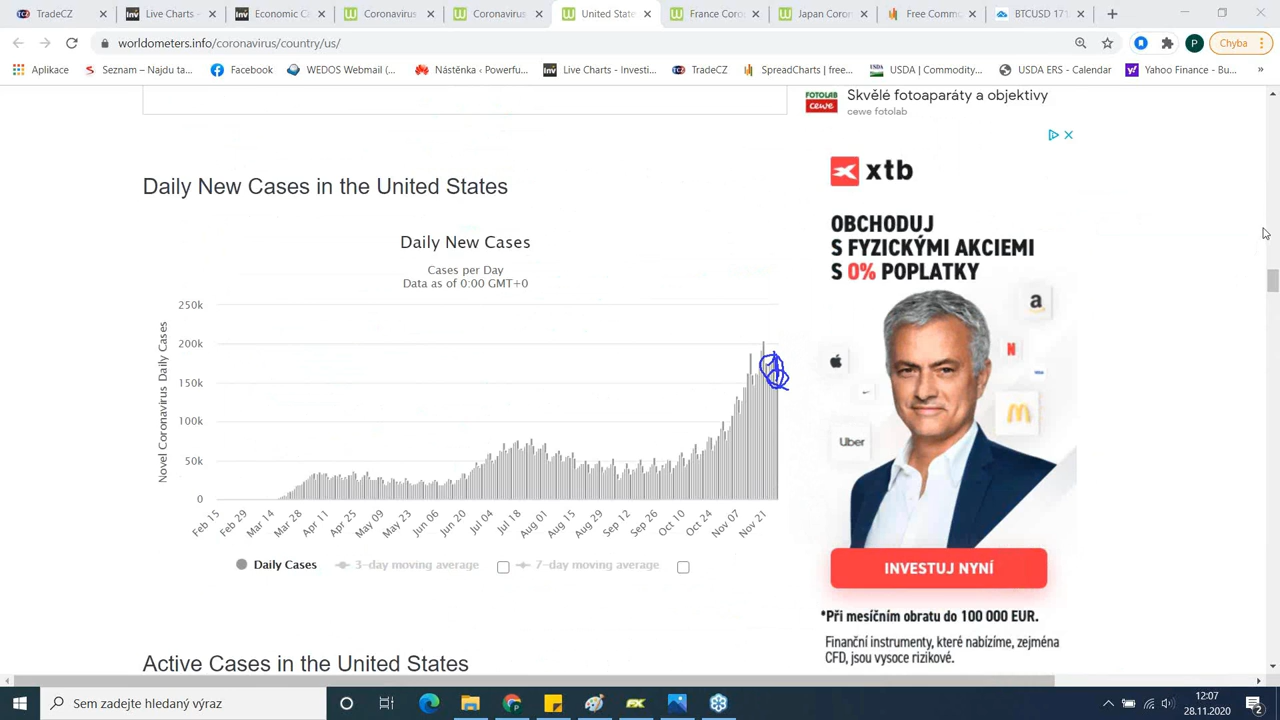 TradeCZ
Live Charts -
Economic
Coronavirus
Coronavirus
United State
France Coro
Japan Coron
Free Commo
BTCUSD 171
worldometers.info/coronavirus/country/us/
P
Chyba
Aplikace
Seznam – Najdu ta...
Facebook
WEDOS Webmail (...
Nástěnka ‹ Powerfu...
Live Charts - Investi...
TradeCZ
SpreadCharts | free...
USDA | Commodity...
USDA ERS - Calendar
Yahoo Finance - Bu...
»
FOTOLAB
cewe
Skvělé fotoaparáty a objektivy
cewe fotolab
xtb
OBCHODUJ
S FYZICKÝMI AKCIEMI
S 0% POPLATKY
a
N
Uber
INVESTUJ NYNÍ
*Při mesíčním obratu do 100 000 EUR.
Finanční instrumenty, které nabízíme, zejména
CFD, jsou vysoce rizikové.
Daily New Cases in the United States
Daily New Cases
Cases per Day
Data as of 0:00 GMT+0
Novel Coronavirus Daily Cases
250k
200k
150k
100k
50k
0
Feb 15
Feb 29
Mar 14
Mar 28
Apr 11
Apr 25
May 09
May 23
Jun 06
Jun 20
Jul 04
Jul 18
Aug 01
Aug 15
Aug 29
Sep 12
Sep 26
Oct 10
Oct 24
Nov 07
Nov 21
Daily Cases
3-day moving average
7-day moving average
Active Cases in the United States
Sem zadejte hledaný výraz
12:07
28.11.2020
2